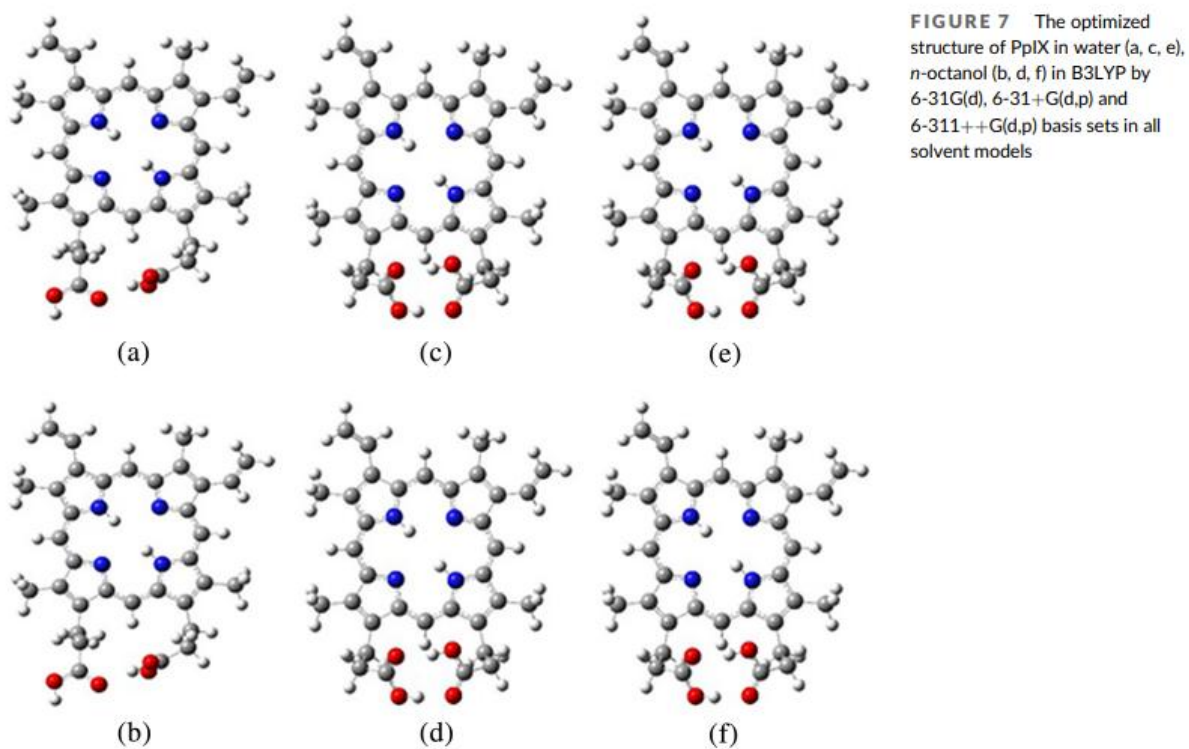 FIGURE 7 The optimized
structure of PpIX in water (a, c, e),
n-octanol (b, d, f) in B3LYP by
6-31G(d), 6-31+G(d,p) and
6-311++G(d,p) basis sets in all
solvent models
(a) (c) (e)
(b) (d) (f)